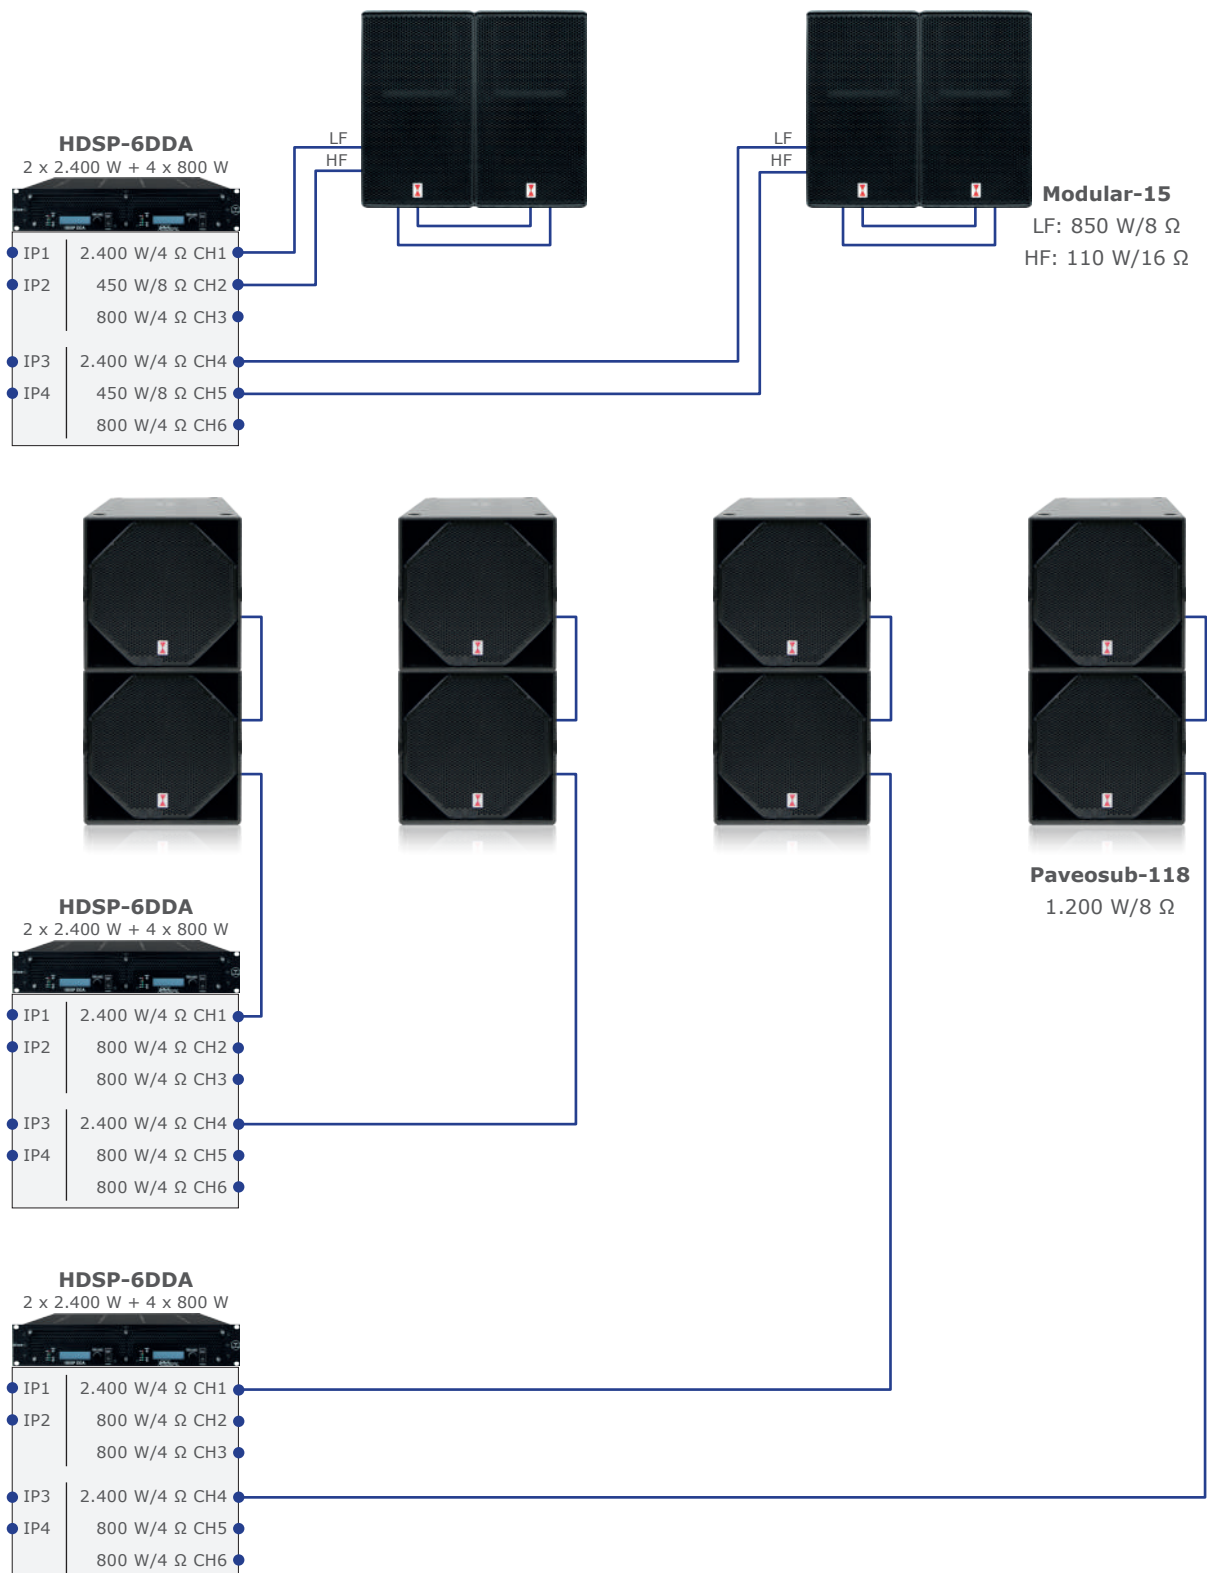 LF
HF
LF
HF
HDSP-6DDA
2 x 2.400 W + 4 x 800 W
IP1 2.400 W/4 Ω CH1
IP2 450 W/8 Ω CH2
800 W/4 Ω CH3
IP3 2.400 W/4 Ω CH4
IP4 450 W/8 Ω CH5
800 W/4 Ω CH6
Modular-15
LF: 850 W/8 Ω
HF: 110 W/16 Ω
Paveosub-118
1.200 W/8 Ω
HDSP-6DDA
2 x 2.400 W + 4 x 800 W
IP1 2.400 W/4 Ω CH1
IP2 800 W/4 Ω CH2
800 W/4 Ω CH3
IP3 2.400 W/4 Ω CH4
IP4 800 W/4 Ω CH5
800 W/4 Ω CH6
HDSP-6DDA
2 x 2.400 W + 4 x 800 W
IP1 2.400 W/4 Ω CH1
IP2 800 W/4 Ω CH2
800 W/4 Ω CH3
IP3 2.400 W/4 Ω CH4
IP4 800 W/4 Ω CH5
800 W/4 Ω CH6